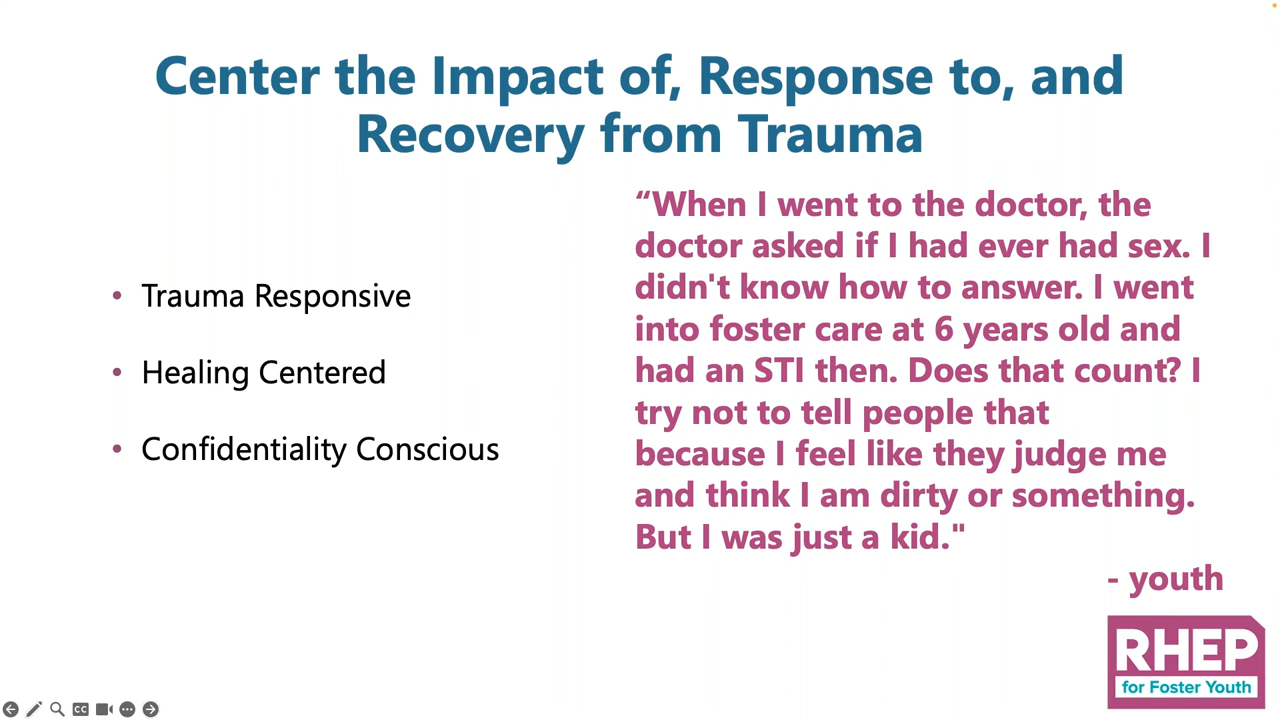 Center the Impact of, Response to, and
Recovery from Trauma
• Trauma Responsive
• Healing Centered
• Confidentiality Conscious
“When I went to the doctor, the
doctor asked if I had ever had sex. I
didn't know how to answer. I went
into foster care at 6 years old and
had an STI then. Does that count? I
try not to tell people that
because I feel like they judge me
and think I am dirty or something.
But I was just a kid."
- youth
RHEP
for Foster Youth
CC